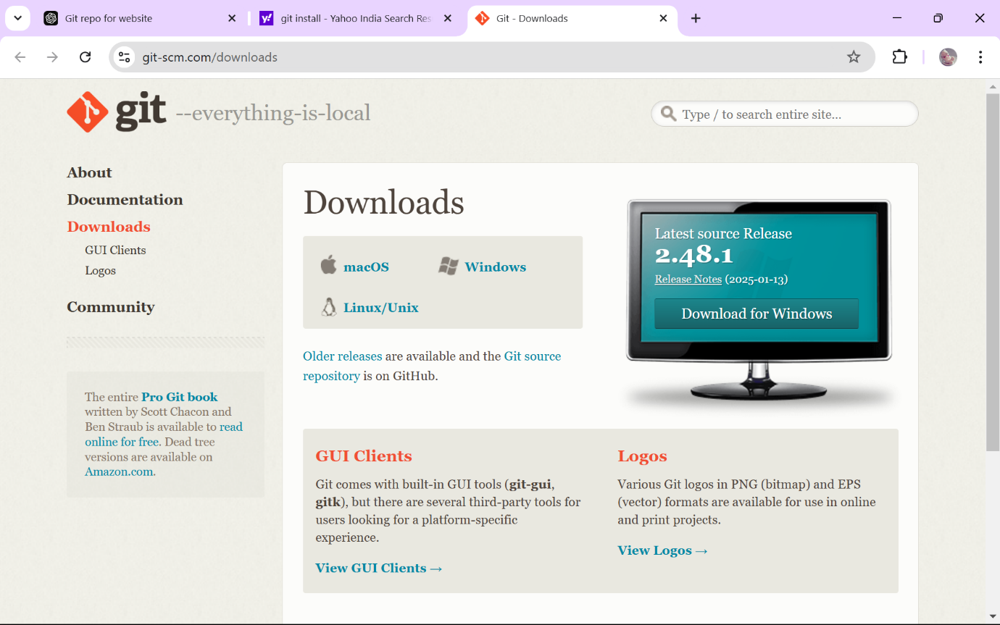 Git repo for website
git install - Yahoo India Search Res
Git - Downloads
git-scm.com/downloads
git --everything-is-local
Type / to search entire site...
About
Documentation
Downloads
GUI Clients
Logos
Community
The entire Pro Git book
written by Scott Chacon and
Ben Straub is available to read
online for free. Dead tree
versions are available on
Amazon.com.
Downloads
macOS
Windows
Linux/Unix
Older releases are available and the Git source
repository is on GitHub.
Latest source Release
2.48.1
Release Notes (2025-01-13)
Download for Windows
GUI Clients
Git comes with built-in GUI tools (git-gui,
gitk), but there are several third-party tools for
users looking for a platform-specific
experience.
View GUI Clients →
Logos
Various Git logos in PNG (bitmap) and EPS
(vector) formats are available for use in online
and print projects.
View Logos →